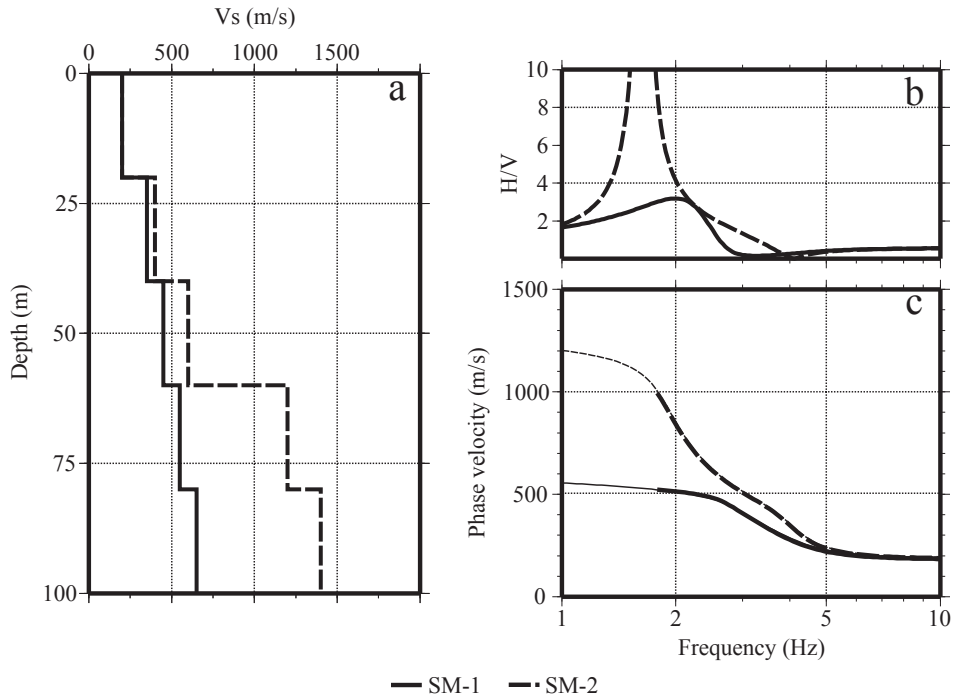 Vs (m/s)
0 500 1000 1500
0
25
50
75
100
Depth (m)
a
10
8
6
4
2
H/V
b
1500
1000
500
0
Phase velocity (m/s)
c
1 2 5 10
Frequency (Hz)
SM-1 SM-2